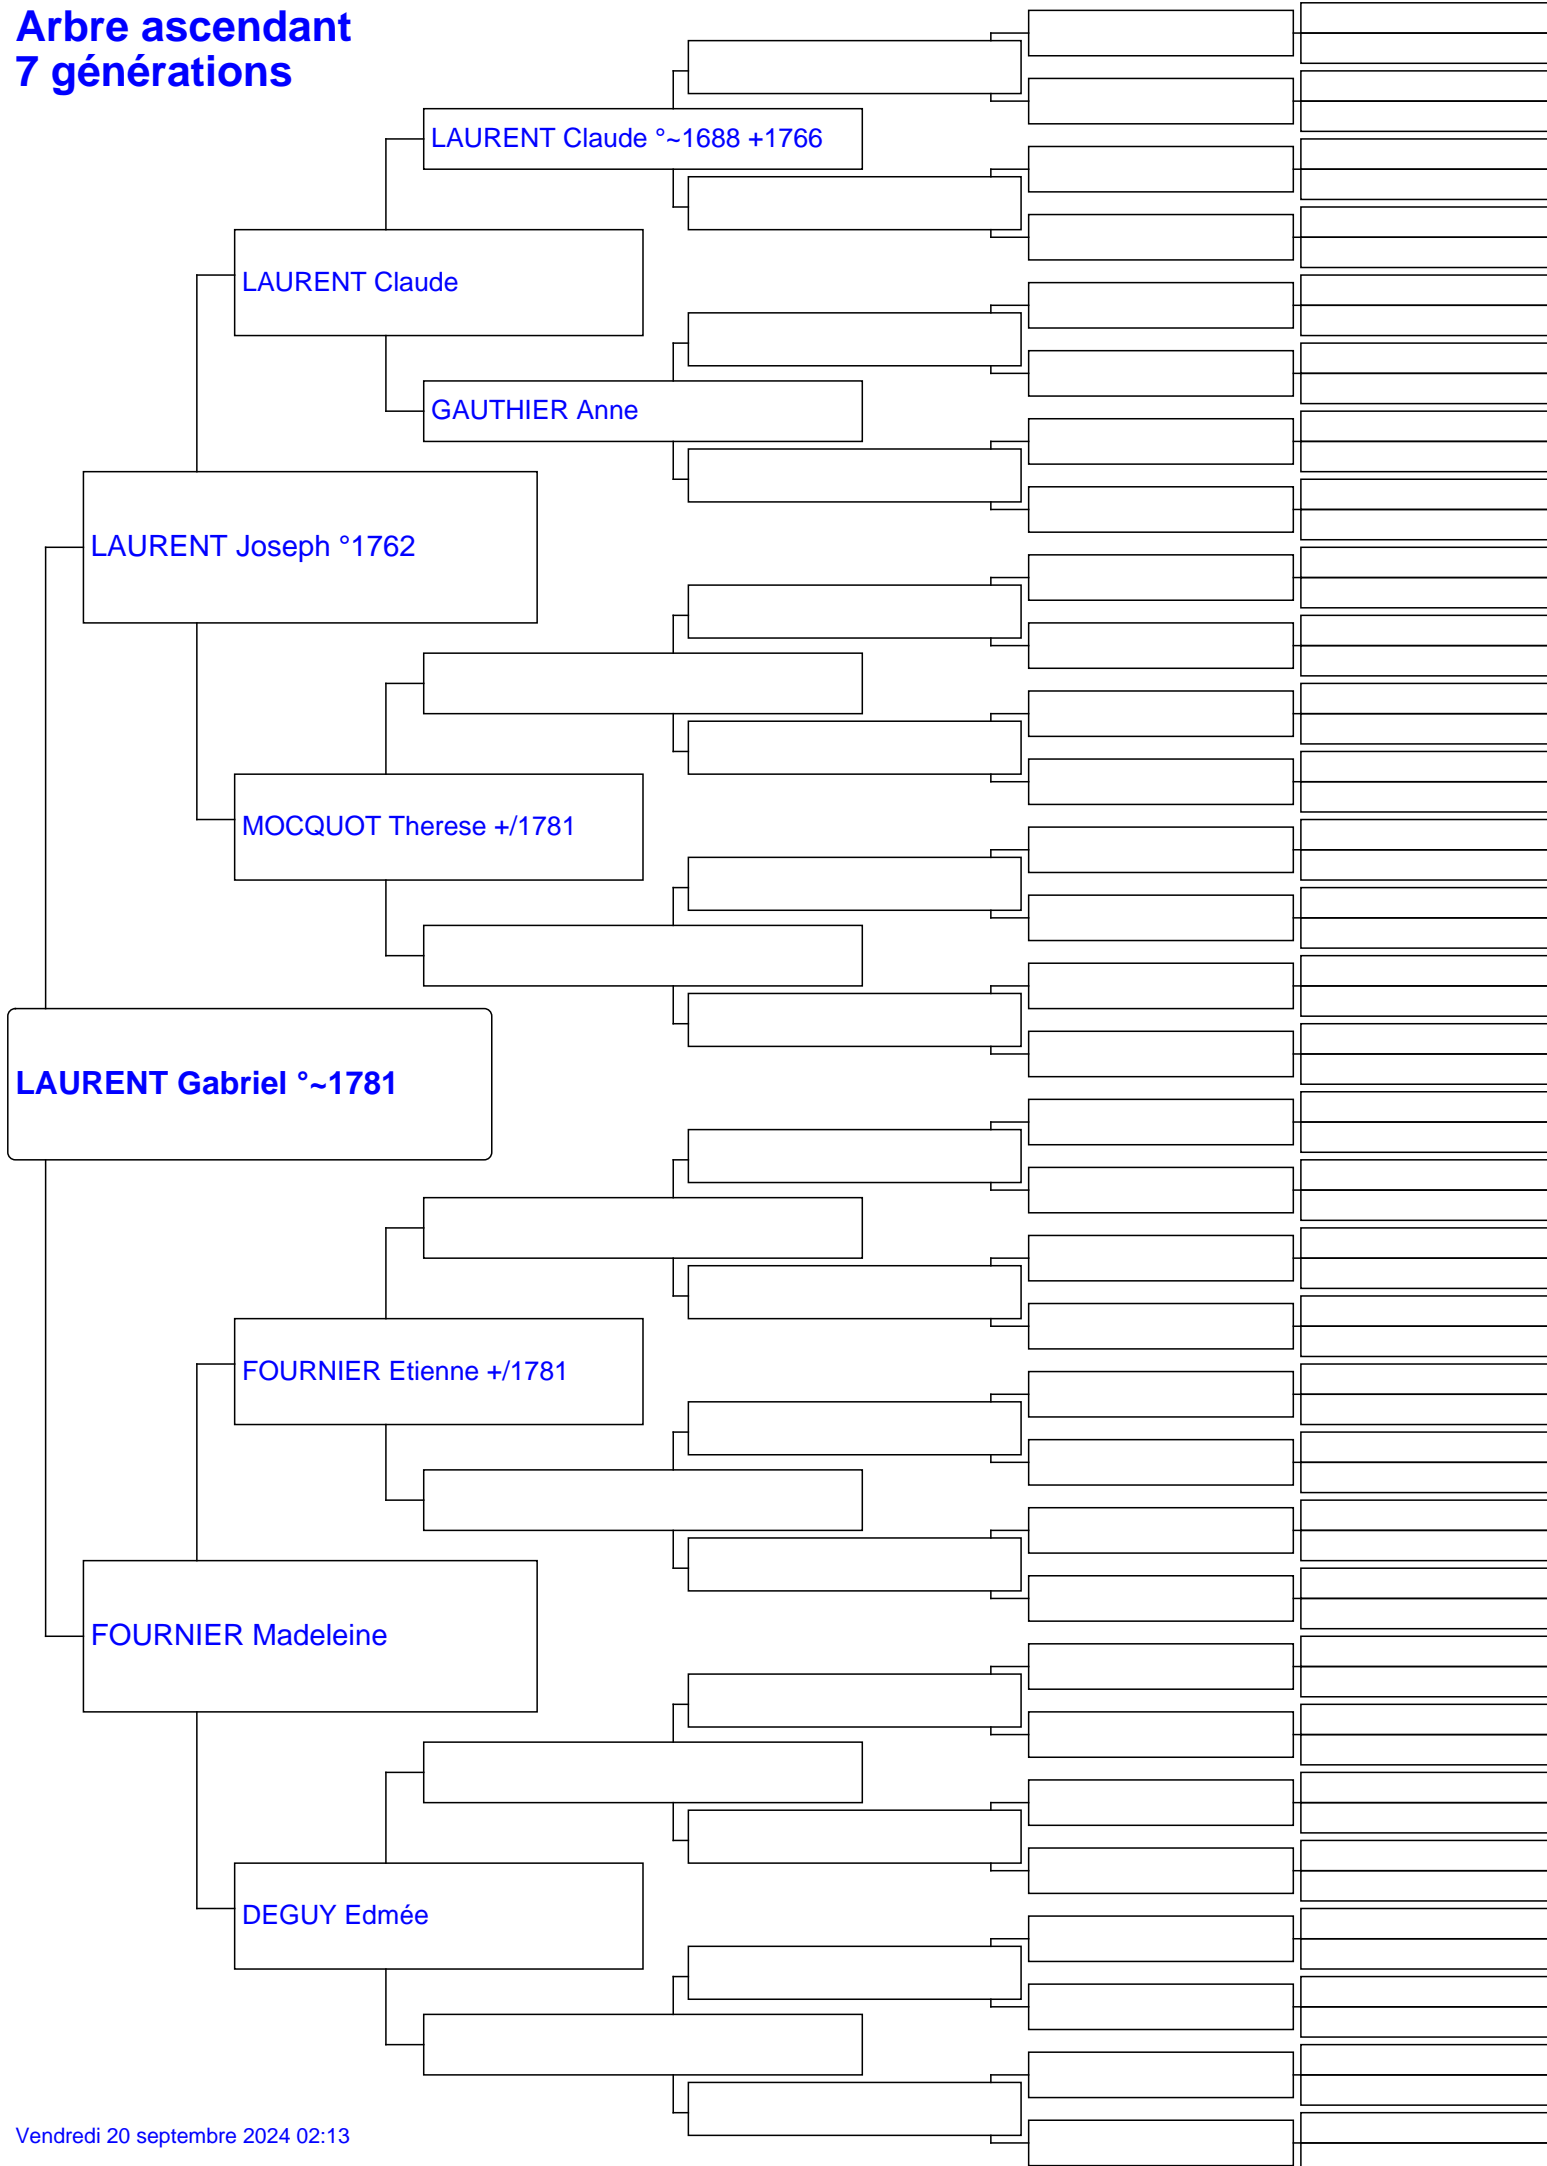 Arbre ascendant
7 générations
LAURENT Claude °~1688 +1766
LAURENT Claude
GAUTHIER Anne
LAURENT Joseph °1762
MOCQUOT Therese +/1781
LAURENT Gabriel °~1781
FOURNIER Etienne +/1781
FOURNIER Madeleine
DEGUY Edmée
Vendredi 20 septembre 2024 02:13